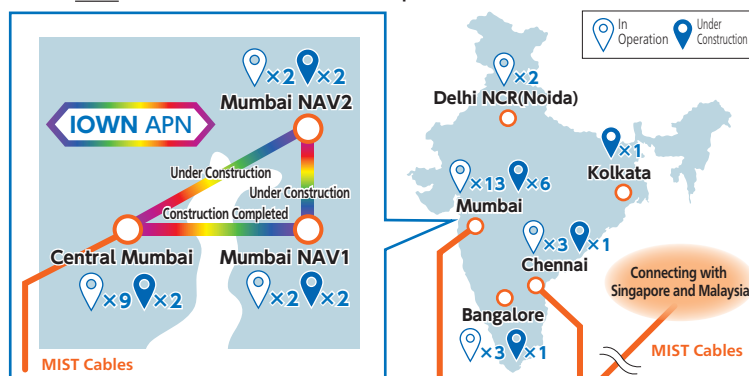 In
Operation
Under
Construction
×2 ×2
Mumbai NAV2
IOWN APN
Under Construction
Under Construction
Construction Completed
Central Mumbai
Mumbai NAV1
×9 ×2
×2 ×2
MIST Cables
×2
Delhi NCR(Noida)
×1
Kolkata
×13 ×6
Mumbai
×3 ×1
Chennai
Bangalore
×3 ×1
Connecting with
Singapore and Malaysia
MIST Cables